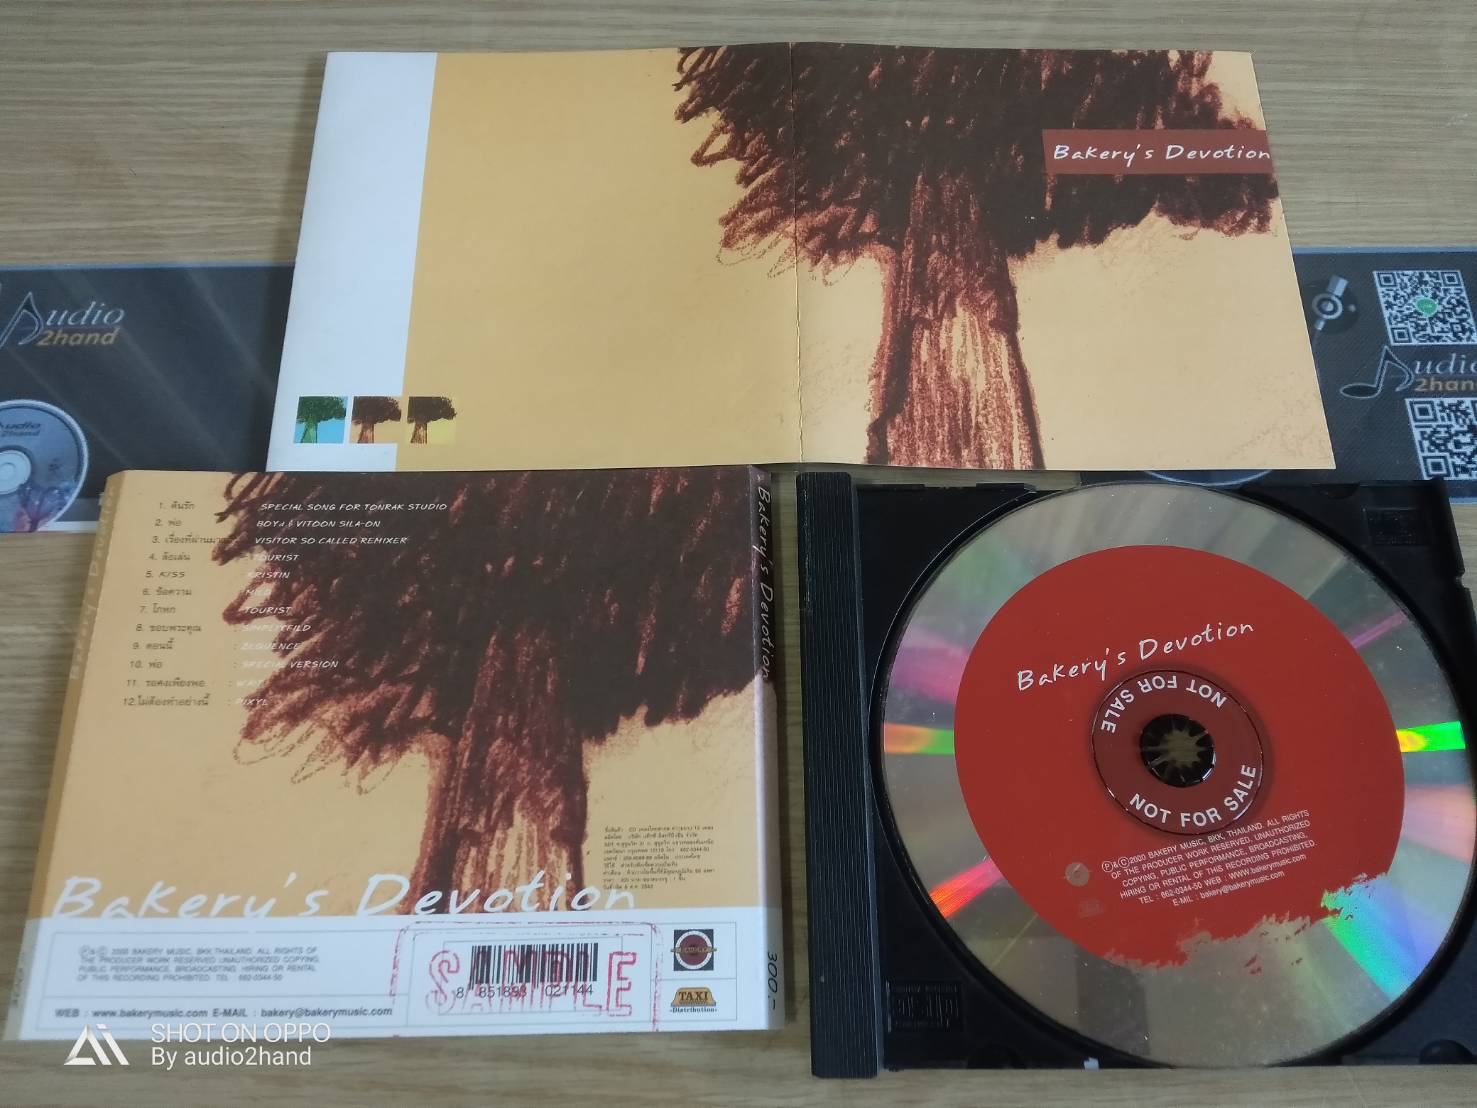 Bakery's Devotion
Audio
2hand
Audio
2hand
Bakery's Devotion
1. ต้นรัก : SPECIAL SONG FOR TONRAK STUDIO
2. พ่อ : BOYd & VITOON SILA-ON
3. เรื่องที่ผ่านมา : VISITOR SO CALLED REMIXER
4. ล้อเล่น : TOURIST
5. KISS : KRISTIN
6. ข้อความ
7. โกหก : TOURIST
8. ขอบพระคุณ
9. ตอนนี้ : ZEQUENCE
10. พ่อ : SPECIAL VERSION
11. ขอคงเพียงพอ
12.ไม่ต้องทำอย่างนี้ : PIXYL
Bakery's Devotion
300.-
Ⓟ&Ⓒ 2000 BAKERY MUSIC, BKK,THAILAND. ALL RIGHTS OF
THE PRODUCER WORK RESERVED UNAUTHORIZED COPYING,
PUBLIC PERFORMANCE, BROADCASTING, HIRING OR RENTAL
OF THIS RECORDING PROHIBITED. TEL : 662-0344-50
WEB : www.bakerymusic.com E-MAIL : bakery@bakerymusic.com
SAMPLE
8 851893 021144
BAKERY
TAXI
•Distribution•
Bakery's Devotion
NOT FOR SALE
NOT FOR SALE
Ⓟ&Ⓒ2000 BAKERY MUSIC, BKK, THAILAND. ALL RIGHTS
OF THE PRODUCER WORK RESERVED. UNAUTHORIZED
COPYING, PUBLIC PERFORMANCE, BROADCASTING,
HIRING OR RENTAL OF THIS RECORDING PROHIBITED.
TEL : 662-0344-50 WEB : WWW.bakerymusic.com
E-MIL : bakery@bakerymusic.com
SHOT ON OPPO
By audio2hand